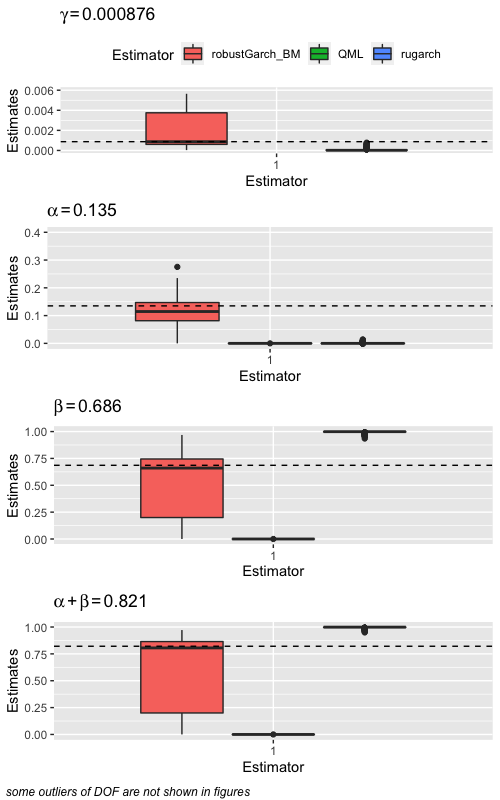 γ=0.000876
Estimator robustGarch_BM QML rugarch
Estimates
0.006
0.004
0.002
0.000
1
Estimator
α=0.135
Estimates
0.4
0.3
0.2
0.1
0.0
1
Estimator
β=0.686
Estimates
1.00
0.75
0.50
0.25
0.00
1
Estimator
α+β=0.821
Estimates
1.00
0.75
0.50
0.25
0.00
1
Estimator
some outliers of DOF are not shown in figures